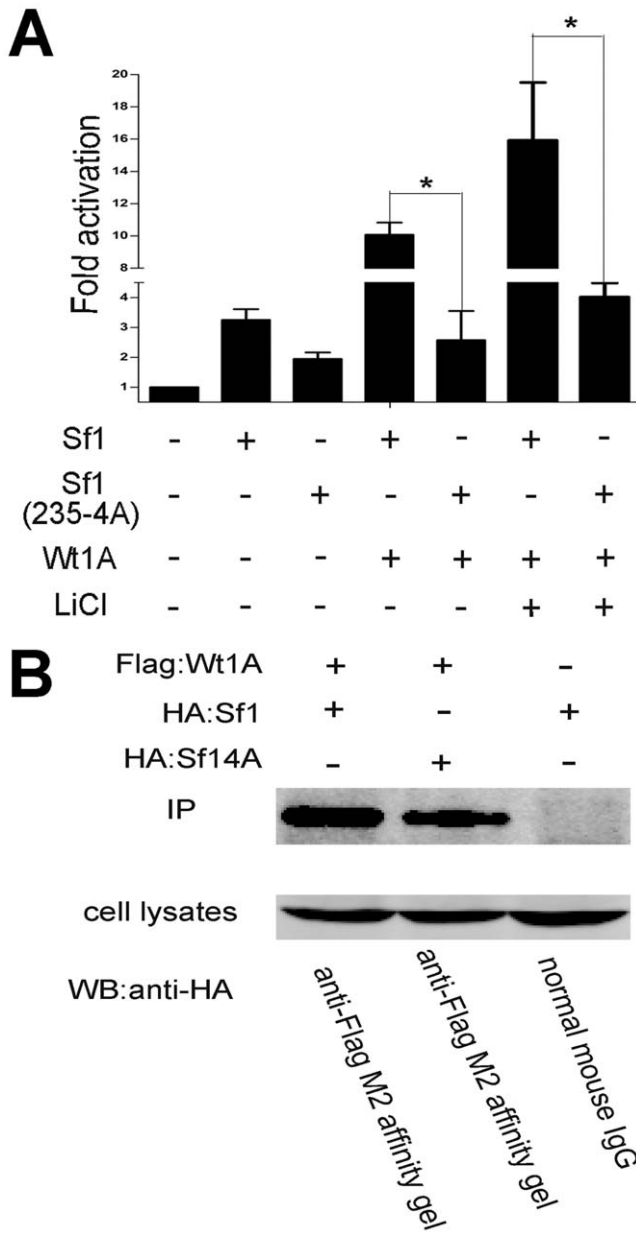 A
*
*
20
18
16
14
12
10
8
4
3
2
1
Fold activation
Sf1 - + - + - + -
Sf1
(235-4A) - - + - + - +
Wt1A - - - + + + +
LiCl - - - - - + +
B
Flag:Wt1A + + -
HA:Sf1 + - +
HA:Sf14A - + -
IP
cell lysates
WB:anti-HA
anti-Flag M2 affinity gel
anti-Flag M2 affinity gel
normal mouse IgG